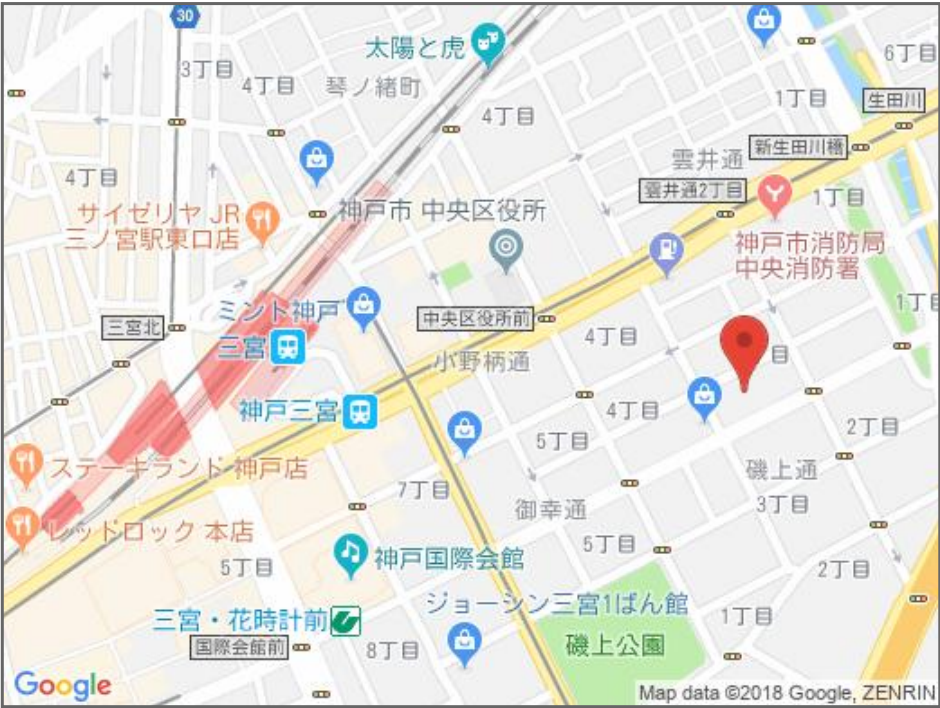 30
太陽と虎
6丁目
3丁目
4丁目
琴ノ緒町
1丁目
生田川
4丁目
新生田川橋
雲井通
4丁目
雲井通2丁目
1丁目
サイゼリヤ JR
三ノ宮駅東口店
神戸市 中央区役所
神戸市消防局
中央消防署
1丁目
ミント神戸
中央区役所前
三宮北
三宮
4丁目
目
小野柄通
神戸三宮
4丁目
2丁目
5丁目
ステーキランド 神戸店
磯上通
7丁目
御幸通
3丁目
レッドロック 本店
神戸国際会館
5丁目
5丁目
2丁目
ジョーシン三宮1ばん館
三宮・花時計前
1丁目
国際会館前
8丁目
磯上公園
Google
Map data ©2018 Google, ZENRIN